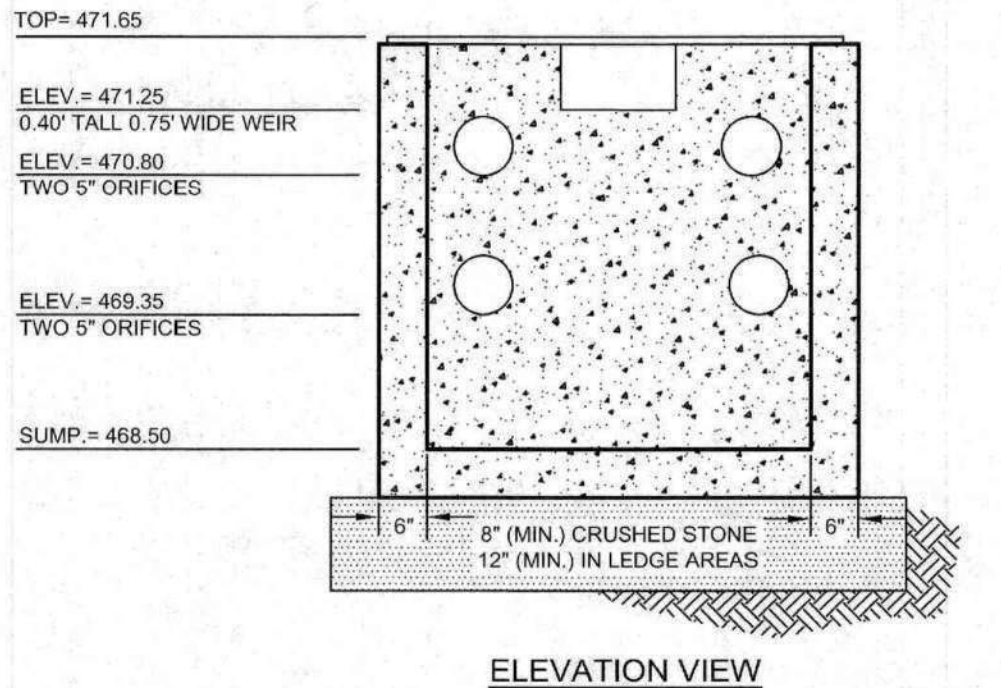 TOP= 471.65
ELEV.= 471.25
0.40' TALL 0.75' WIDE WEIR
ELEV.= 470.80
TWO 5" ORIFICES
ELEV.= 469.35
TWO 5" ORIFICES
SUMP.= 468.50
6"
8" (MIN.) CRUSHED STONE
12" (MIN.) IN LEDGE AREAS
6"
ELEVATION VIEW